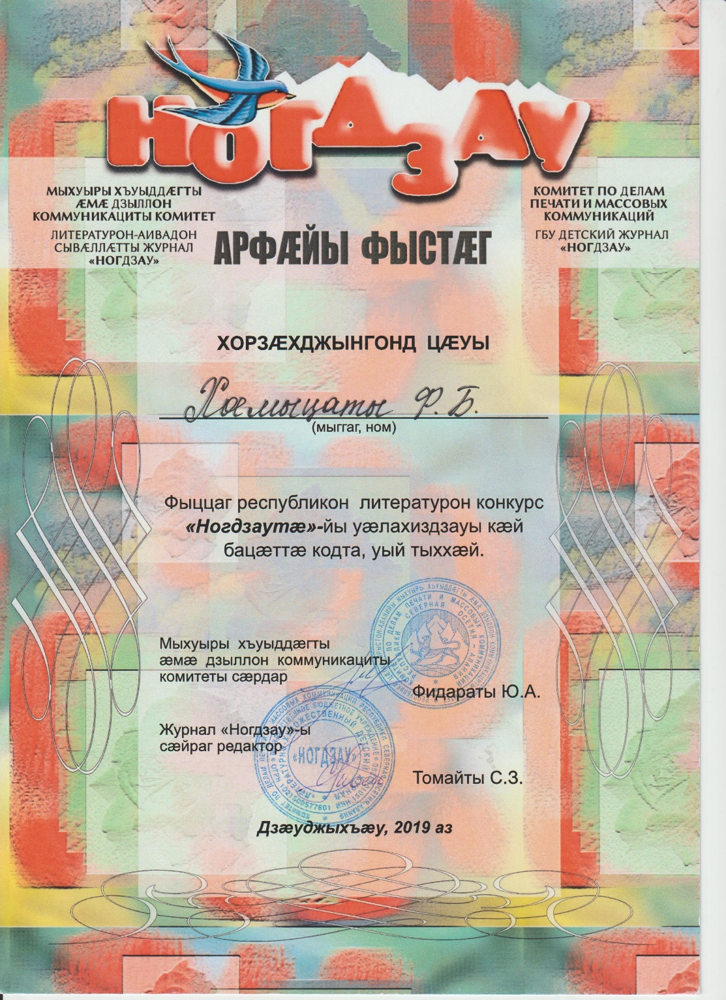 НОГДЗАУ
МЫХУЫРЫ ХЪУЫДДÆГТЫ
ÆМÆ ДЗЫЛЛОН
КОММУНИКАЦИТЫ КОМИТЕТ
ЛИТЕРАТУРОН-АИВАДОН
СЫВÆЛЛÆТТЫ ЖУРНАЛ
«НОГДЗАУ»
КОМИТЕТ ПО ДЕЛАМ
ПЕЧАТИ И МАССОВЫХ
КОММУНИКАЦИЙ
ГБУ ДЕТСКИЙ ЖУРНАЛ
«НОГДЗАУ»
АРФÆЙЫ ФЫСТÆГ
ХОРЗÆХДЖЫНГОНД ЦÆУЫ
Хамыцаты Ф.Б.
(мыггаг, ном)
Фыццаг республикон литературон конкурс
«Ногдзаутæ»-йы уæлахиздзауы кæй
бацæттæ кодта, уый тыххæй.
Мыхуыры хъуыддæгты
æмæ дзыллон коммуникациты
комитеты сæрдар
Фидараты Ю.А.
Журнал «Ногдзау»-ы
сæйраг редактор
«НОГДЗАУ»
Томайты С.З.
Дзæуджыхъæу, 2019 аз